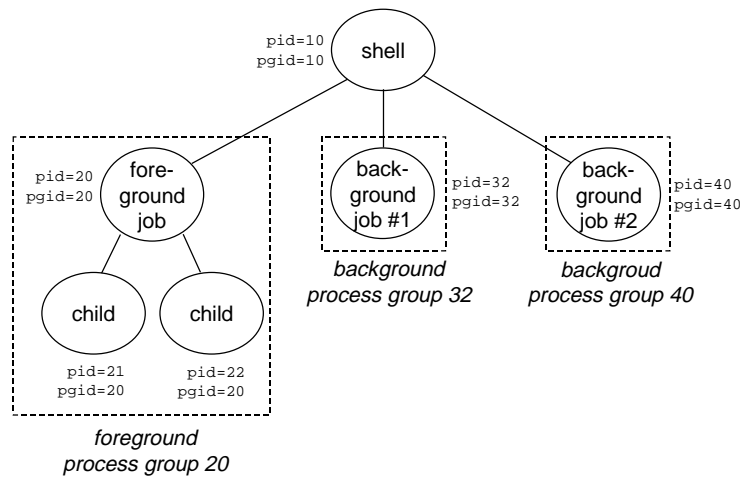 pid=10
pgid=10
shell
pid=20
pgid=20
fore-
ground
job
back-
ground
job #1
pid=32
pgid=32
back-
ground
job #2
pid=40
pgid=40
background
process group 32
backgroud
process group 40
child
child
pid=21
pgid=20
pid=22
pgid=20
foreground
process group 20